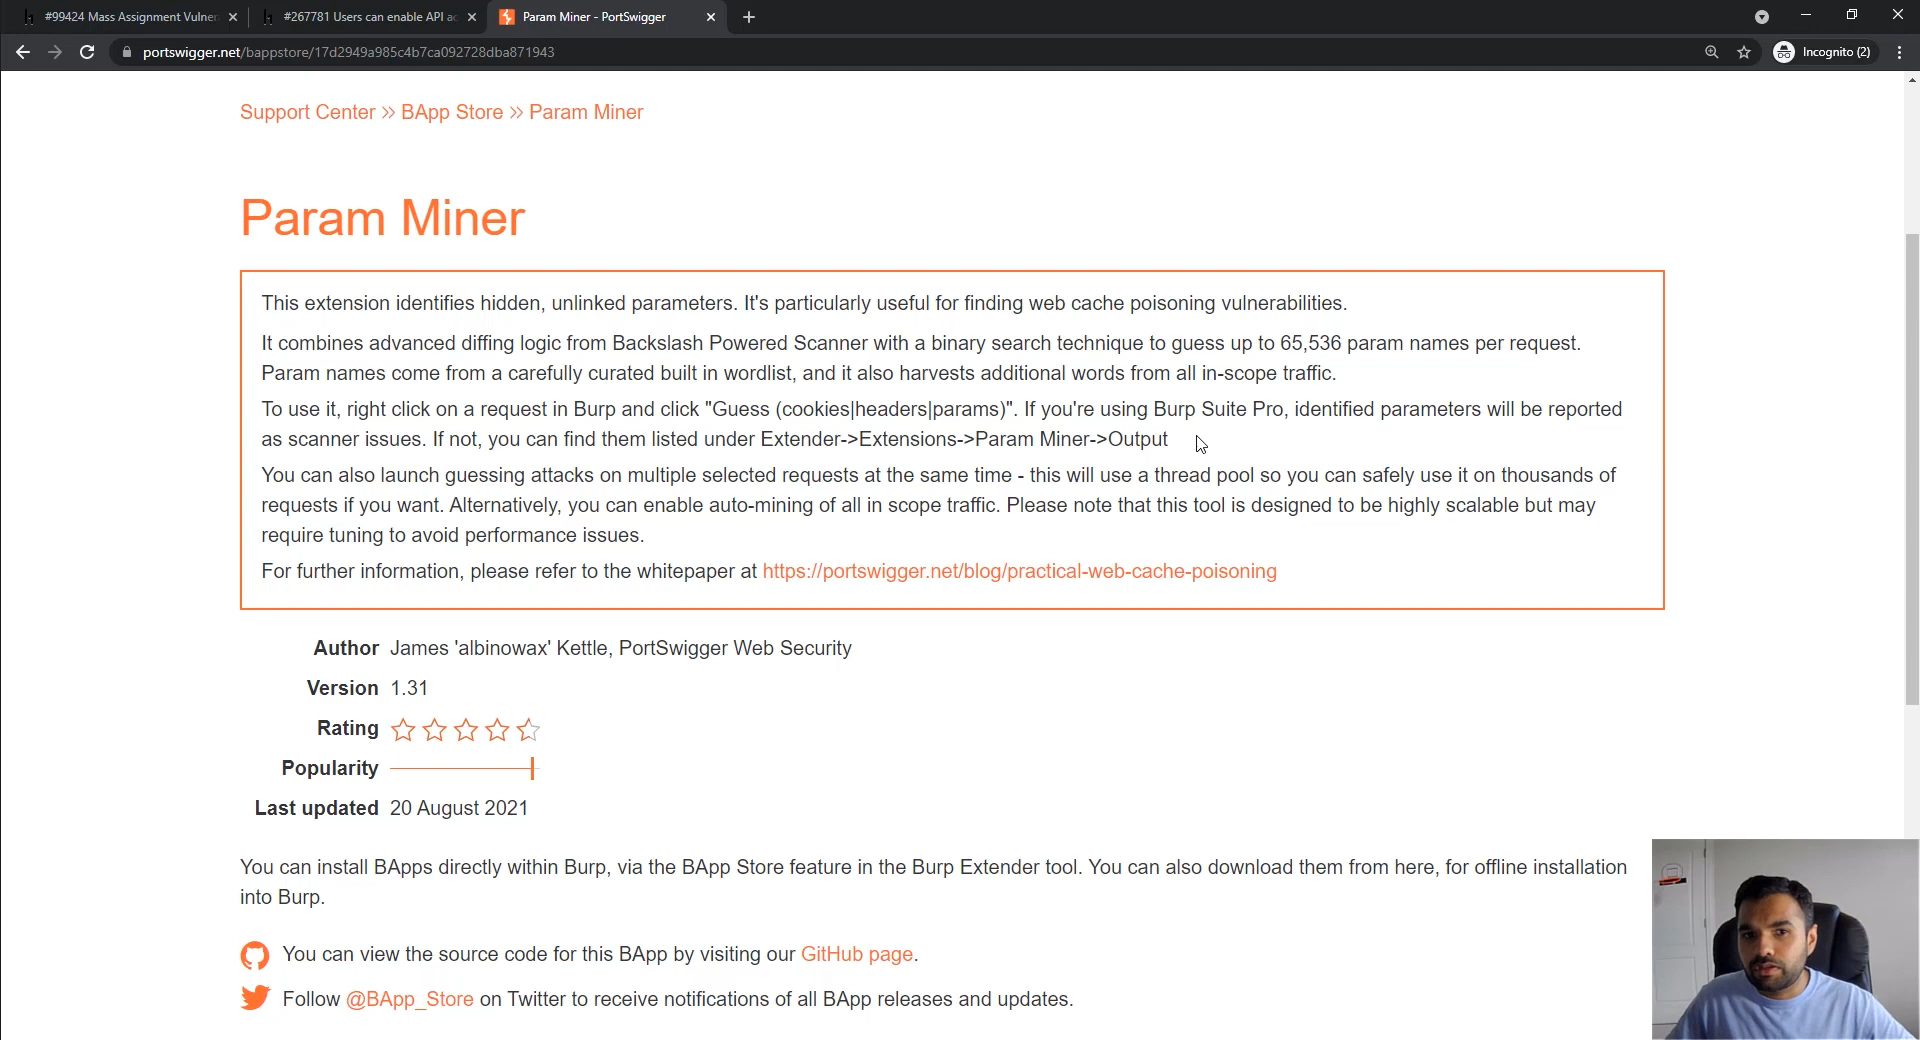 #99424 Mass Assignment Vulner
#267781 Users can enable API ac
Param Miner - PortSwigger
portswigger.net/bappstore/17d2949a985c4b7ca092728dba871943
Incognito (2)
Support Center » BApp Store » Param Miner
Param Miner
This extension identifies hidden, unlinked parameters. It's particularly useful for finding web cache poisoning vulnerabilities.
It combines advanced diffing logic from Backslash Powered Scanner with a binary search technique to guess up to 65,536 param names per request.
Param names come from a carefully curated built in wordlist, and it also harvests additional words from all in-scope traffic.
To use it, right click on a request in Burp and click "Guess (cookies|headers|params)". If you're using Burp Suite Pro, identified parameters will be reported
as scanner issues. If not, you can find them listed under Extender->Extensions->Param Miner->Output
You can also launch guessing attacks on multiple selected requests at the same time - this will use a thread pool so you can safely use it on thousands of
requests if you want. Alternatively, you can enable auto-mining of all in scope traffic. Please note that this tool is designed to be highly scalable but may
require tuning to avoid performance issues.
For further information, please refer to the whitepaper at https://portswigger.net/blog/practical-web-cache-poisoning
Author James 'albinowax' Kettle, PortSwigger Web Security
Version 1.31
Rating
Popularity
Last updated 20 August 2021
You can install BApps directly within Burp, via the BApp Store feature in the Burp Extender tool. You can also download them from here, for offline installation
into Burp.
You can view the source code for this BApp by visiting our GitHub page.
Follow @BApp_Store on Twitter to receive notifications of all BApp releases and updates.